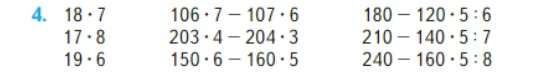 4. 18 · 7 106 · 7 − 107 · 6 180 − 120 · 5 : 6
17 · 8 203 · 4 − 204 · 3 210 − 140 · 5 : 7
19 · 6 150 · 6 − 160 · 5 240 − 160 · 5 : 8